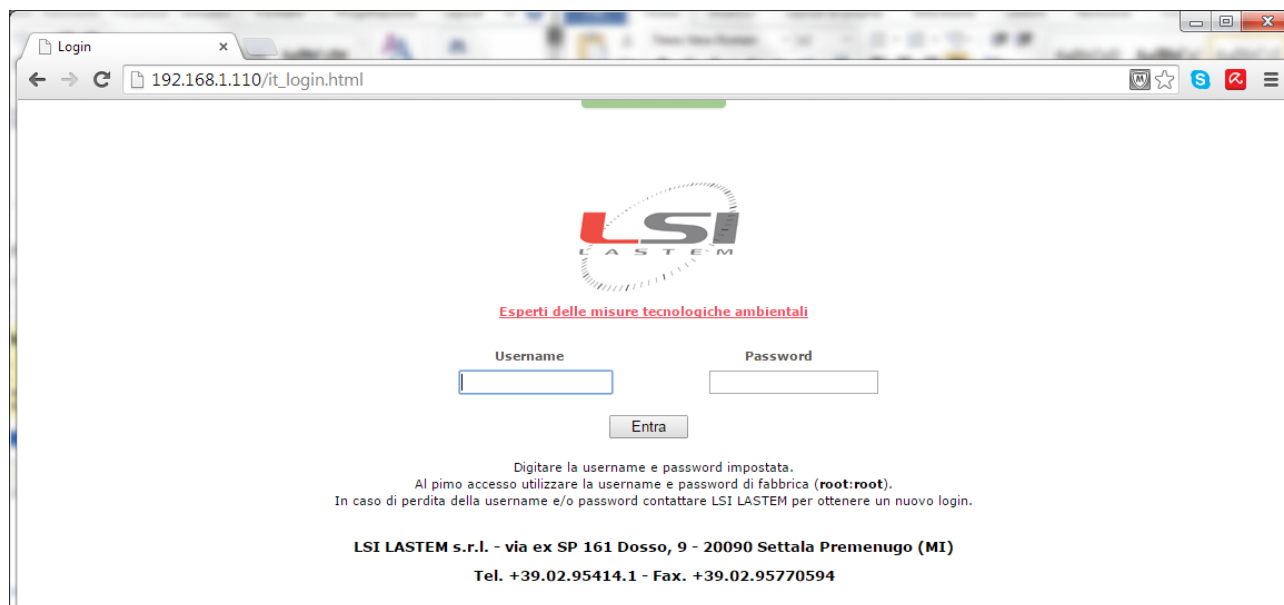 Login
192.168.1.110/it_login.html
LSI
LASTEM
Esperti delle misure tecnologiche ambientali
Username Password
Entra
Digitare la username e password impostata.
Al pimo accesso utilizzare la username e password di fabbrica (root:root).
In caso di perdita della username e/o password contattare LSI LASTEM per ottenere un nuovo login.
LSI LASTEM s.r.l. - via ex SP 161 Dosso, 9 - 20090 Settala Premenugo (MI)
Tel. +39.02.95414.1 - Fax. +39.02.95770594